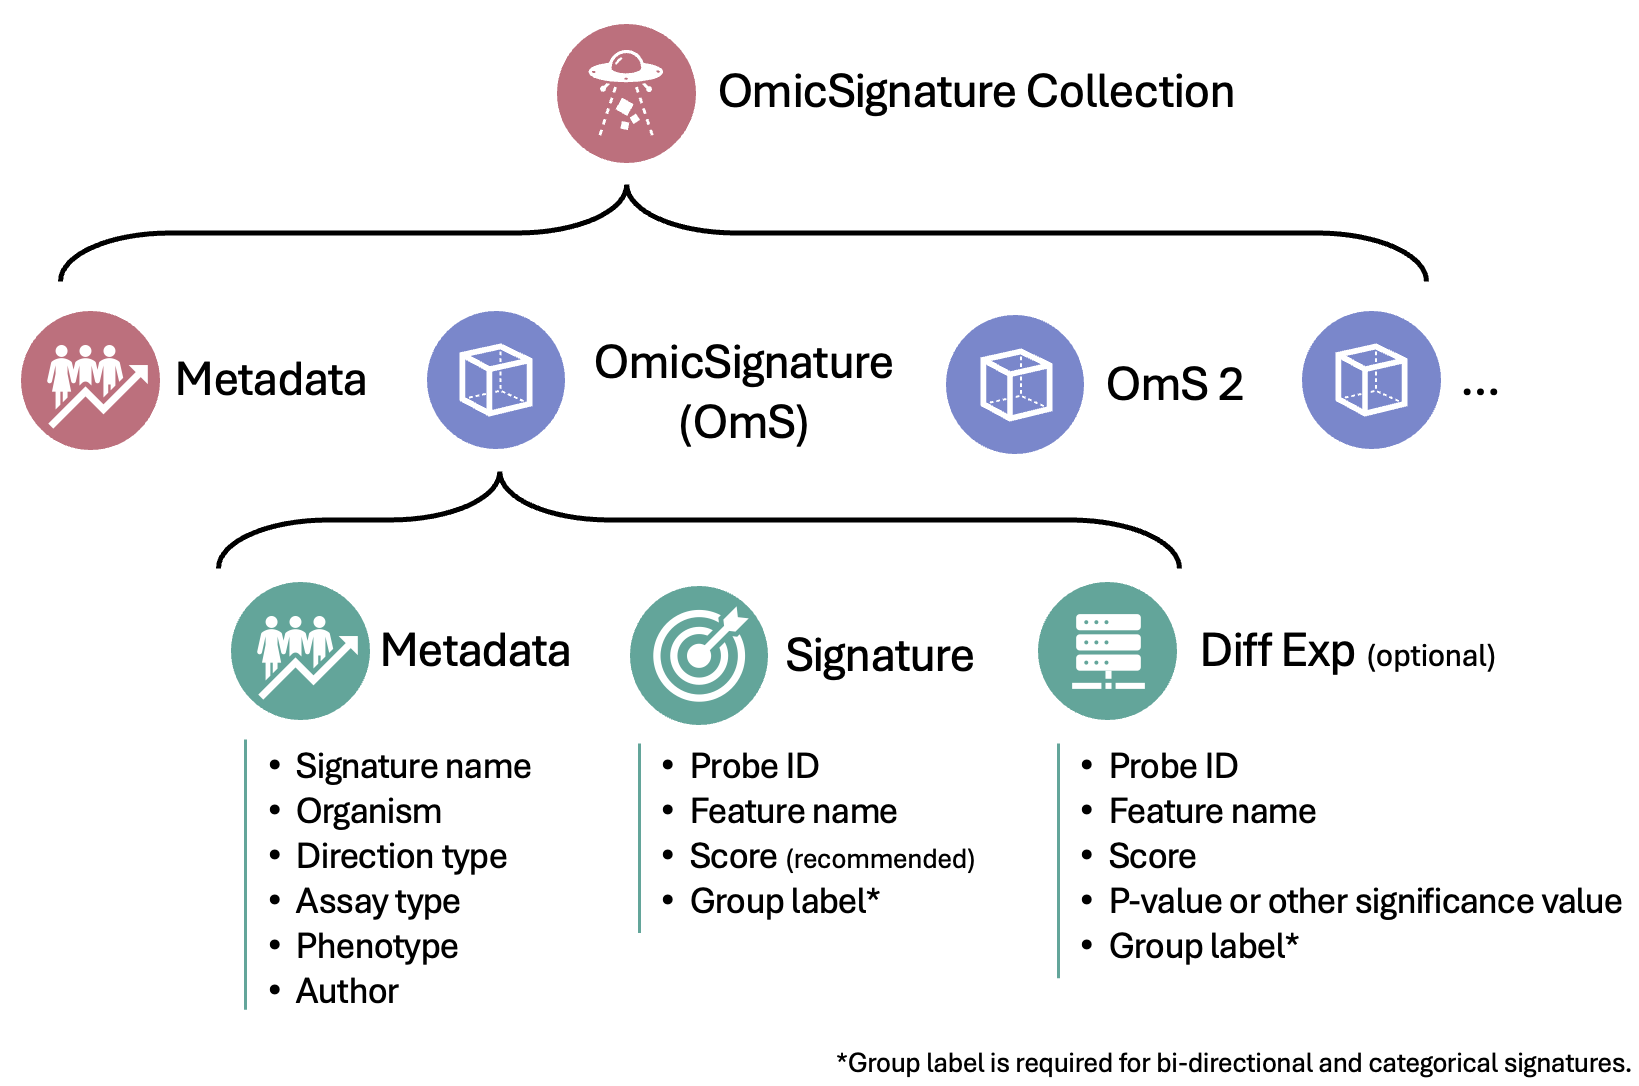 OmicSignature Collection
Metadata
OmicSignature
(OmS)
OmS 2
...
Metadata
• Signature name
• Organism
• Direction type
• Assay type
• Phenotype
• Author
Signature
• Probe ID
• Feature name
• Score (recommended)
• Group label*
Diff Exp (optional)
• Probe ID
• Feature name
• Score
• P-value or other significance value
• Group label*
*Group label is required for bi-directional and categorical signatures.